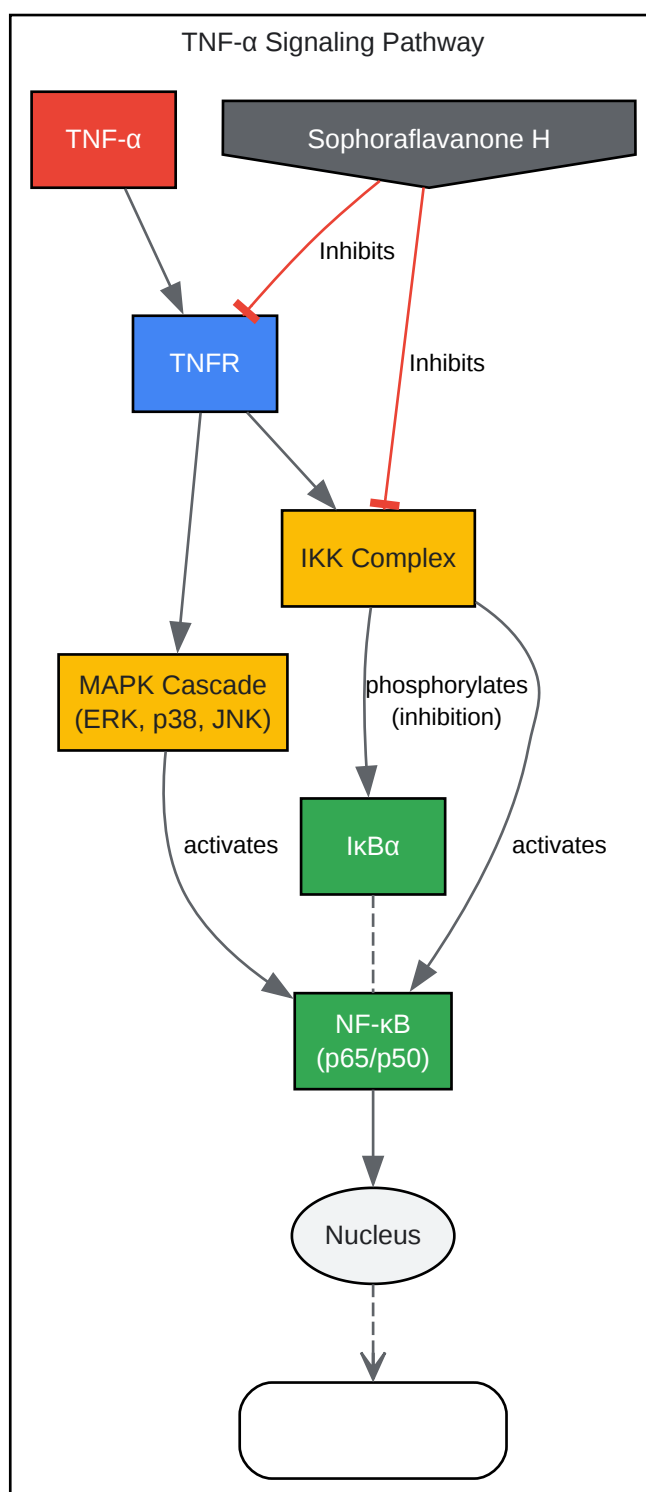 TNF-α Signaling Pathway
TNF-α
Sophoraflavanone H
Inhibits
TNFR
Inhibits
IKK Complex
MAPK Cascade
(ERK, p38, JNK)
phosphorylates
(inhibition)
activates
IκBα
activates
NF-κB
(p65/p50)
Nucleus